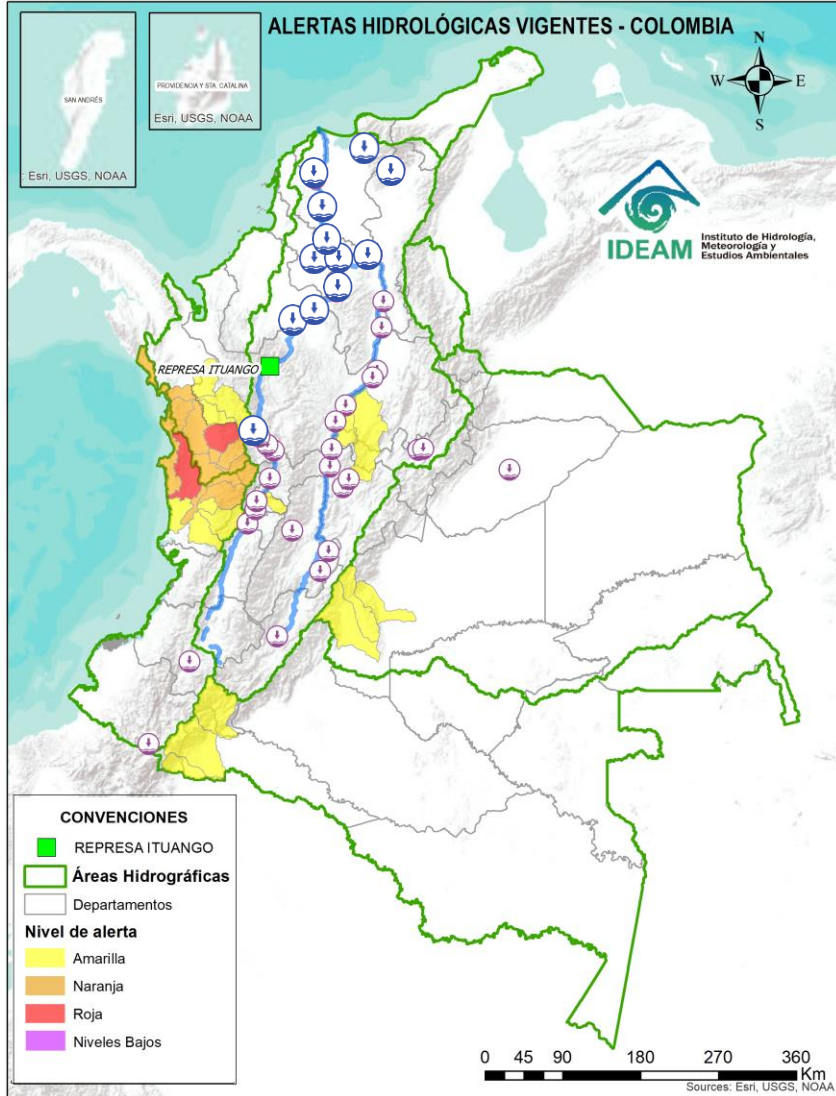 ALERTAS HIDROLÓGICAS VIGENTES - COLOMBIA
SAN ANDRÉS
: Esri, USGS, NOAA
PROVIDENCIA Y STA. CATALINA
Esri, USGS, NOAA
N
W
E
S
IDEAM
Instituto de Hidrología,
Meteorología y
Estudios Ambientales
REPRESA ITUANGO
CONVENCIONES
REPRESA ITUANGO
Áreas Hidrográficas
Departamentos
Nivel de alerta
Amarilla
Naranja
Roja
Niveles Bajos
0 45 90 180 270 360
Km
Sources: Esri, USGS, NOAA